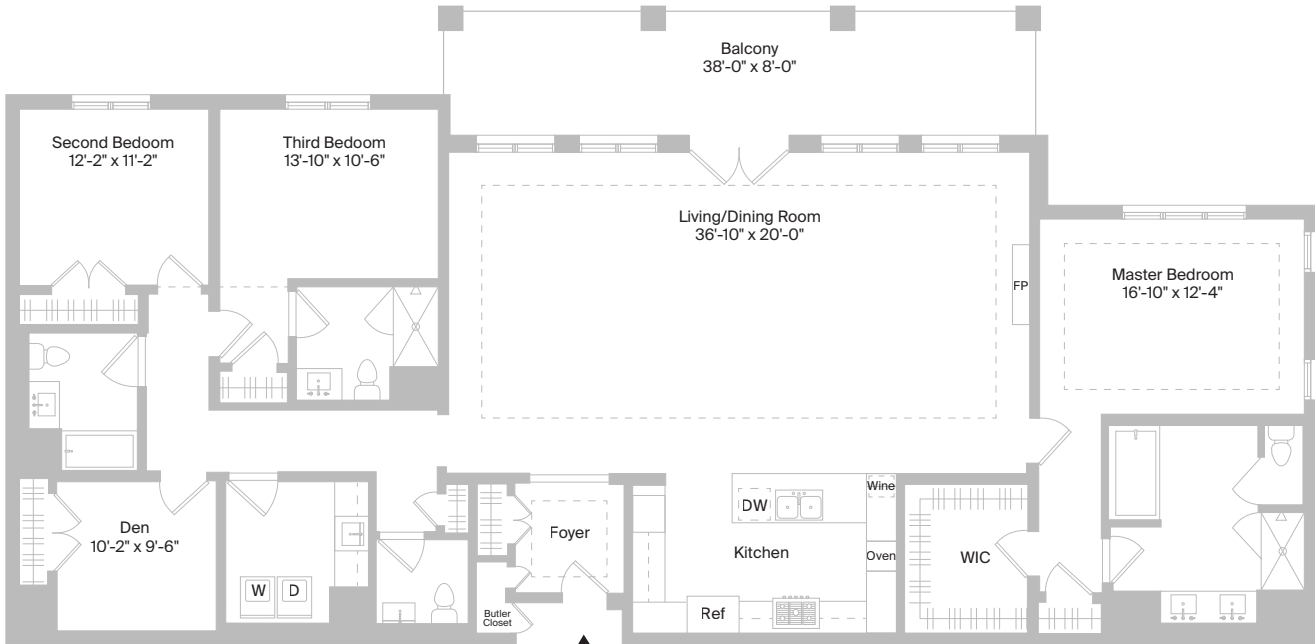 Balcony
38'-0" x 8'-0"
Second Bedoom
12'-2" x 11'-2"
Third Bedoom
13'-10" x 10'-6"
Living/Dining Room
36'-10" x 20'-0"
FP
Master Bedroom
16'-10" x 12'-4"
Den
10'-2" x 9'-6"
W
D
Butler
Closet
Foyer
DW
Wine
Kitchen
Oven
Ref
WIC